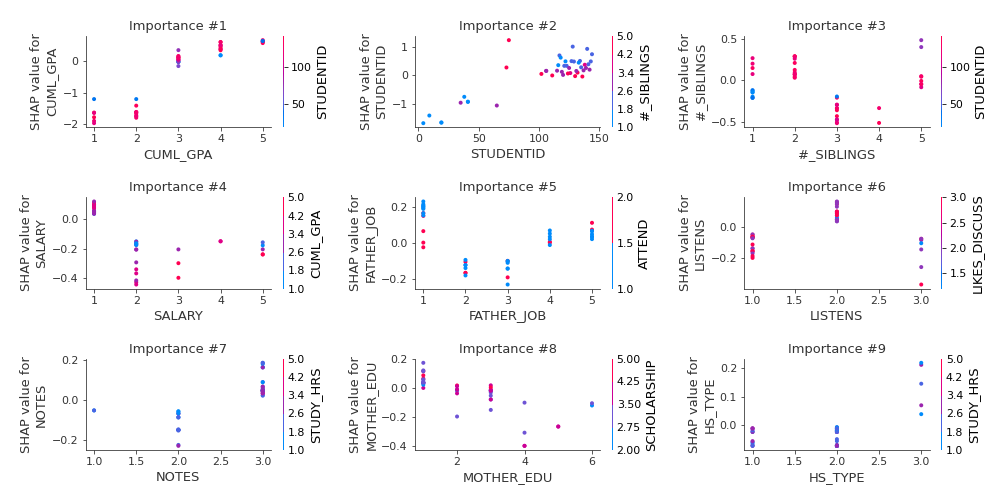 Importance #1
SHAP value for
CUML_GPA
0
−1
−2
1
2
3
4
5
CUML_GPA
100
50
STUDENTID
Importance #2
SHAP value for
STUDENTID
1
0
−1
0
50
100
150
STUDENTID
5.0
4.2
3.4
2.6
1.8
1.0
#_SIBLINGS
Importance #3
SHAP value for
#_SIBLINGS
0.5
0.0
−0.5
1
2
3
4
5
#_SIBLINGS
100
50
STUDENTID
Importance #4
SHAP value for
SALARY
0.0
−0.2
−0.4
1
2
3
4
5
SALARY
5.0
4.2
3.4
2.6
1.8
1.0
CUML_GPA
Importance #5
SHAP value for
FATHER_JOB
0.2
0.0
−0.2
1
2
3
4
5
FATHER_JOB
2.0
1.5
1.0
ATTEND
Importance #6
SHAP value for
LISTENS
0.0
−0.2
1.0
1.5
2.0
2.5
3.0
LISTENS
3.0
2.5
2.0
1.5
LIKES_DISCUSS
Importance #7
SHAP value for
NOTES
0.2
0.0
−0.2
1.0
1.5
2.0
2.5
3.0
NOTES
5.0
4.2
3.4
2.6
1.8
1.0
STUDY_HRS
Importance #8
SHAP value for
MOTHER_EDU
0.2
0.0
−0.2
−0.4
2
4
6
MOTHER_EDU
5.00
4.25
3.50
2.75
2.00
SCHOLARSHIP
Importance #9
SHAP value for
HS_TYPE
0.2
0.0
1.0
1.5
2.0
2.5
3.0
HS_TYPE
5.0
4.2
3.4
2.6
1.8
1.0
STUDY_HRS